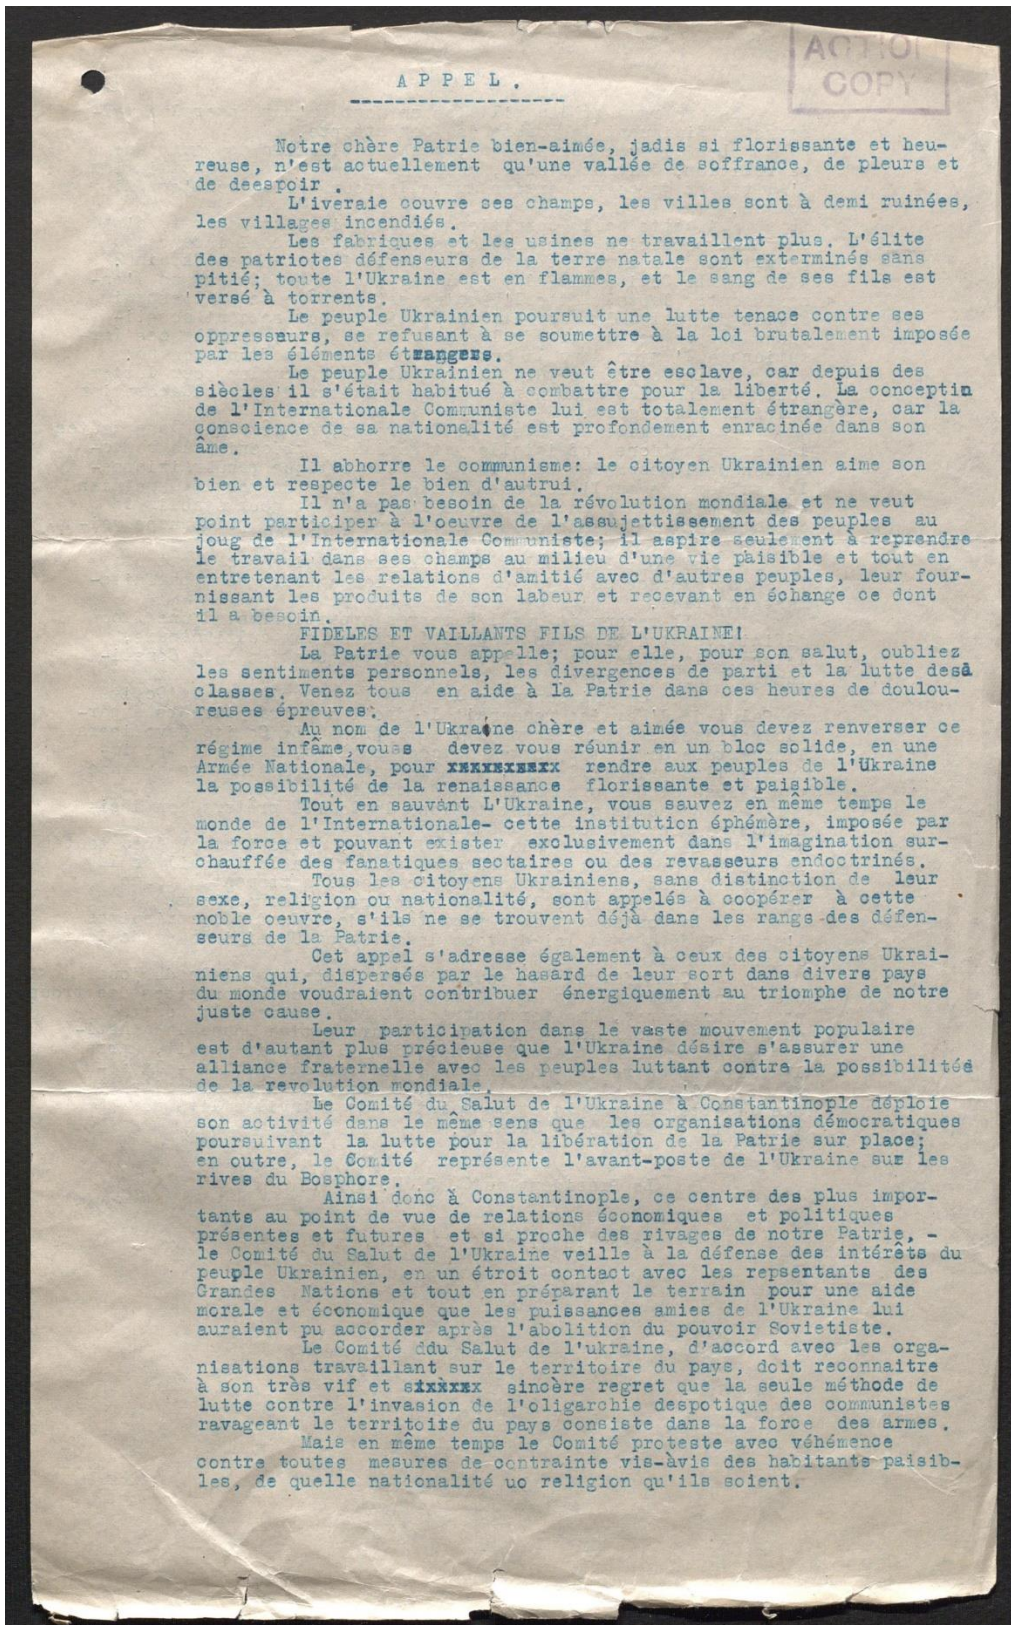 ACTION
COPY
APPEL.
Notre chère Patrie bien-aimée, jadis si florissante et heu-
reuse, n'est actuellement qu'une vallée de soffrance, de pleurs et
de deespoir .
L'iveraie couvre ses champs, les villes sont à demi ruinées,
les villages incendiés.
Les fabriques et les usines ne travaillent plus. L'élite
des patriotes défenseurs de la terre natale sont exterminés sans
pitié; toute l'Ukraine est en flammes, et le sang de ses fils est
versé à torrents.
Le peuple Ukrainien poursuit une lutte tenace contre ses
oppresseurs, se refusant à se soumettre à la loi brutalement imposée
par les éléments étrangers.
Le peuple Ukrainien ne veut être esclave, car depuis des
siècles il s'était habitué à combattre pour la liberté. La conceptin
de l'Internationale Communiste lui est totalement étrangère, car la
conscience de sa nationalité est profondement enracinée dans son
âme.
Il abhorre le communisme: le citoyen Ukrainien aime son
bien et respecte le bien d'autrui.
Il n'a pas besoin de la révolution mondiale et ne veut
point participer à l'oeuvre de l'assujettissement des peuples au
joug de l'Internationale Communiste; il aspire seulement à reprendre
le travail dans ses champs au milieu d'une vie paisible et tout en
entretenant les relations d'amitié avec d'autres peuples, leur four-
nissant les produits de son labeur et recevant en échange ce dont
il a besoin.
FIDELES ET VAILLANTS FILS DE L'UKRAINE!
La Patrie vous appelle; pour elle, pour son salut, oubliez
les sentiments personnels, les divergences de parti et la lutte des
classes. Venez tous en aide à la Patrie dans ces heures de doulou-
reuses épreuves.
Au nom de l'Ukraine chère et aimée vous devez renverser ce
régime infâme,vouss devez vous réunir en un bloc solide, en une
Armée Nationale, pour xxxxxxxxxx rendre aux peuples de l'Ukraine
la possibilité de la renaissance florissante et paisible.
Tout en sauvant L'Ukraine, vous sauvez en même temps le
monde de l'Internationale- cette institution éphémère, imposée par
la force et pouvant exister exclusivement dans l'imagination sur-
chauffée des fanatiques sectaires ou des revasseurs endoctrinés.
Tous les citoyens Ukrainiens, sans distinction de leur
sexe, religion ou nationalité, sont appelés à coopérer à cette
noble oeuvre, s'ils ne se trouvent déjà dans les rangs des défen-
seurs de la Patrie.
Cet appel s'adresse également à ceux des citoyens Ukrai-
niens qui, dispersés par le hasard de leur sort dans divers pays
du monde voudraient contribuer énergiquement au triomphe de notre
juste cause.
Leur participation dans le vaste mouvement populaire
est d'autant plus précieuse que l'Ukraine désire s'assurer une
alliance fraternelle avec les peuples luttant contre la possibilités
de la revolution mondiale.
Le Comité du Salut de l'Ukraine à Constantinople déploie
son activité dans le même sens que les organisations démocratiques
poursuivant la lutte pour la libération de la Patrie sur place;
en outre, le Comité représente l'avant-poste de l'Ukraine sur les
rives du Bosphore.
Ainsi donc à Constantinople, ce centre des plus impor-
tants au point de vue de relations économiques et politiques
présentes et futures et si proche des rivages de notre Patrie, -
le Comité du Salut de l'Ukraine veille à la défense des intérêts du
peuple Ukrainien, en un étroit contact avec les repsentants des
Grandes Nations et tout en préparant le terrain pour une aide
morale et économique que les puissances amies de l'Ukraine lui
auraient pu accorder après l'abolition du pouvoir Sovietiste.
Le Comité ddu Salut de l'ukraine, d'accord avec les orga-
nisations travaillant sur le territoire du pays, doit reconnaitre
à son très vif et sixxxxx sincère regret que la seule méthode de
lutte contre l'invasion de l'oligarchie despotique des communistes
ravageant le territoire du pays consiste dans la force des armes.
Mais en même temps le Comité proteste avec véhémence
contre toutes mesures de contrainte vis-àvis des habitants paisib-
les, de quelle nationalité uo religion qu'ils soient.